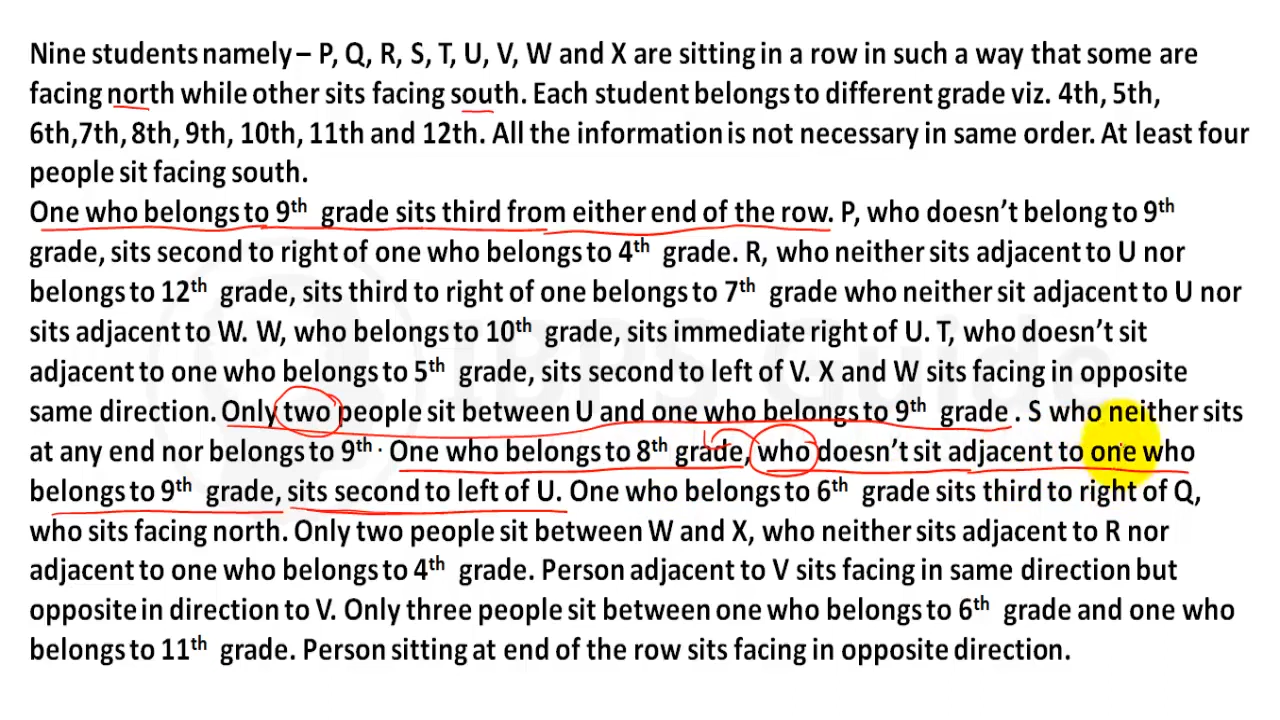 Nine students namely – P, Q, R, S, T, U, V, W and X are sitting in a row in such a way that some are
facing north while other sits facing south. Each student belongs to different grade viz. 4th, 5th,
6th,7th, 8th, 9th, 10th, 11th and 12th. All the information is not necessary in same order. At least four
people sit facing south.
One who belongs to 9th grade sits third from either end of the row. P, who doesn't belong to 9th
grade, sits second to right of one who belongs to 4th grade. R, who neither sits adjacent to U nor
belongs to 12th grade, sits third to right of one belongs to 7th grade who neither sit adjacent to U nor
sits adjacent to W. W, who belongs to 10th grade, sits immediate right of U. T, who doesn't sit
adjacent to one who belongs to 5th grade, sits second to left of V. X and W sits facing in opposite
same direction. Only two people sit between U and one who belongs to 9th grade . S who neither sits
at any end nor belongs to 9th. One who belongs to 8th grade, who doesn't sit adjacent to one who
belongs to 9th grade, sits second to left of U. One who belongs to 6th grade sits third to right of Q,
who sits facing north. Only two people sit between W and X, who neither sits adjacent to R nor
adjacent to one who belongs to 4th grade. Person adjacent to V sits facing in same direction but
opposite in direction to V. Only three people sit between one who belongs to 6th grade and one who
belongs to 11th grade. Person sitting at end of the row sits facing in opposite direction.
IBPS Guide